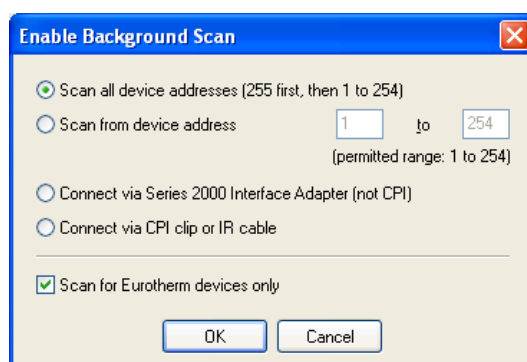 Enable Background Scan
Scan all device addresses (255 first, then 1 to 254)
Scan from device address 1 to 254
(permitted range: 1 to 254)
Connect via Series 2000 Interface Adapter (not CPI)
Connect via CPI clip or IR cable
Scan for Eurotherm devices only
OK Cancel